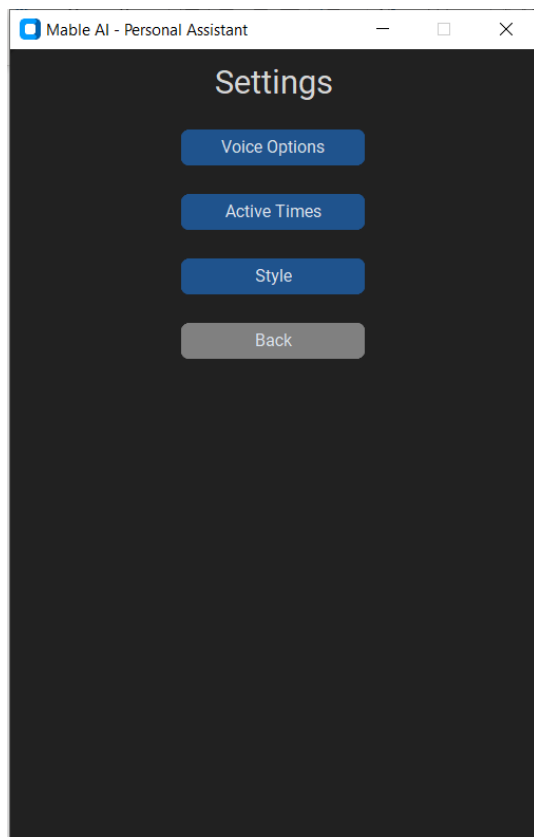 Mable AI - Personal Assistant
Settings
Voice Options
Active Times
Style
Back